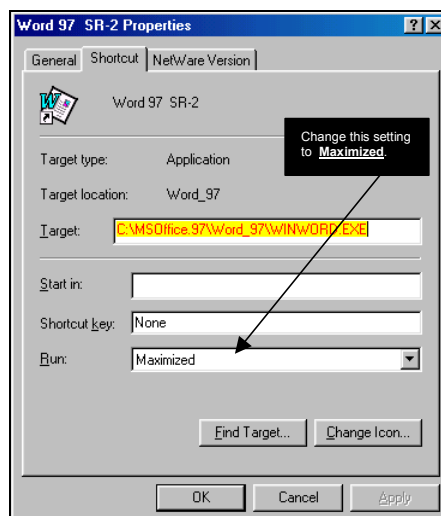 Word 97 SR-2 Properties
General Shortcut NetWare Version
Word 97 SR-2
Change this setting
to Maximized.
Target type: Application
Target location: Word_97
Target: C:\MSOffice.97\Word_97\WINWORD.EXE
Start in:
Shortcut key: None
Run: Maximized
Find Target... Change Icon...
OK Cancel Apply